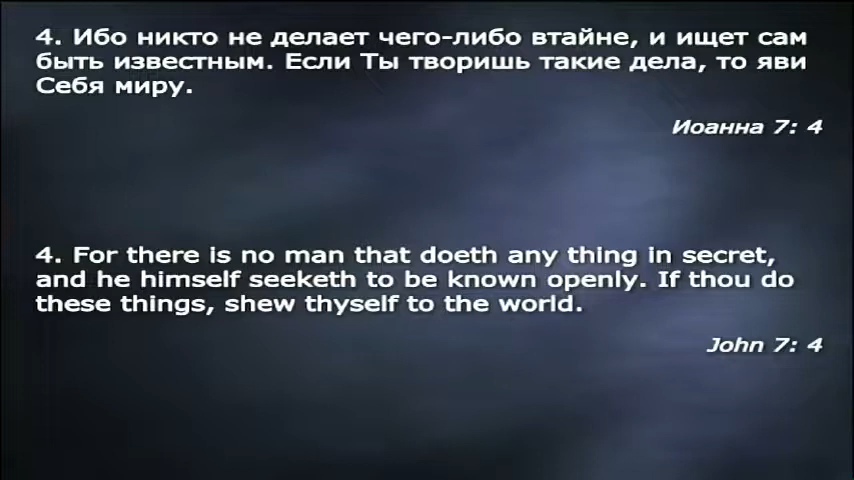 4. Ибо никто не делает чего-либо втайне, и ищет сам
быть известным. Если Ты творишь такие дела, то яви
Себя миру.
Иоанна 7: 4
4. For there is no man that doeth any thing in secret,
and he himself seeketh to be known openly. If thou do
these things, shew thyself to the world.
John 7: 4